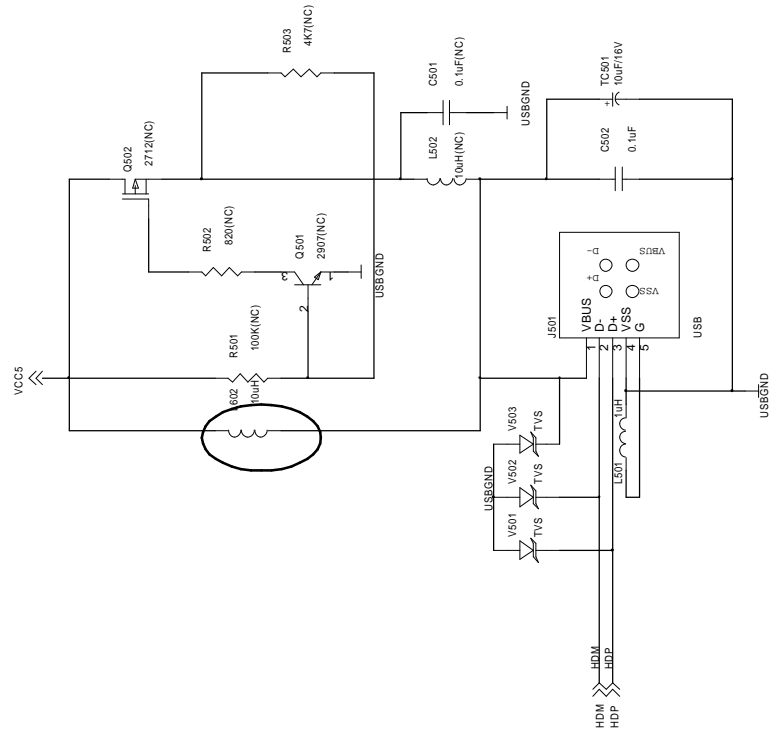 R503
4K7(NC)
C501
0.1uF(NC)
USBGND
TC501
10uF/16V
+
Q502
2712(NC)
L502
10uH(NC)
C502
0.1uF
R502
820(NC)
Q501
2907(NC)
3
1
2
USBGND
D-
VBUS
D+
VSS
J501
VBUS
D-
D+
VSS
G
1
2
3
4
5
USB
R501
100K(NC)
VCC5
602
10uH
V503
TVS
V502
TVS
V501
TVS
USBGND
1uH
L501
USBGND
HDM
HDP
HDM
HDP